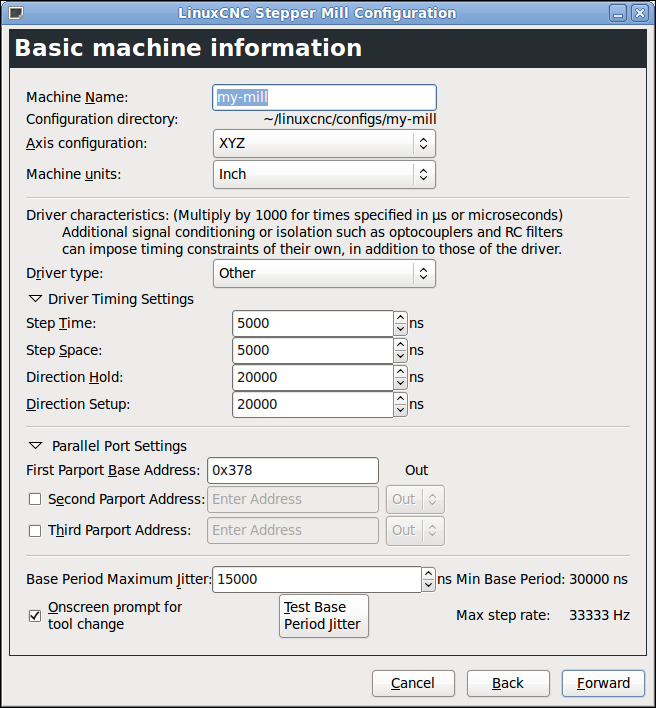 LinuxCNC Stepper Mill Configuration
Basic machine information
Machine Name: my-mill
Configuration directory: ~/linuxcnc/configs/my-mill
Axis configuration: XYZ
Machine units: Inch
Driver characteristics: (Multiply by 1000 for times specified in µs or microseconds)
Additional signal conditioning or isolation such as optocouplers and RC filters
can impose timing constraints of their own, in addition to those of the driver.
Driver type: Other
Driver Timing Settings
Step Time: 5000 ns
Step Space: 5000 ns
Direction Hold: 20000 ns
Direction Setup: 20000 ns
Parallel Port Settings
First Parport Base Address: 0x378 Out
Second Parport Address: Enter Address Out
Third Parport Address: Enter Address Out
Base Period Maximum Jitter: 15000 ns Min Base Period: 30000 ns
Onscreen prompt for
tool change
Test Base
Period Jitter
Max step rate: 33333 Hz
Cancel Back Forward